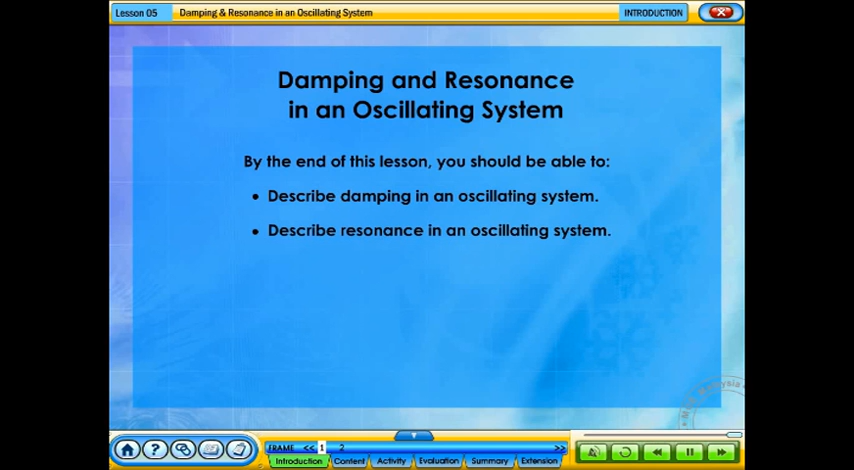 Lesson 05
Damping & Resonance in an Oscillating System
INTRODUCTION
Damping and Resonance
in an Oscillating System
By the end of this lesson, you should be able to:
• Describe damping in an oscillating system.
• Describe resonance in an oscillating system.
Malaysia
FRAME << 1 2 >>
Introduction Content Activity Evaluation Summary Extension